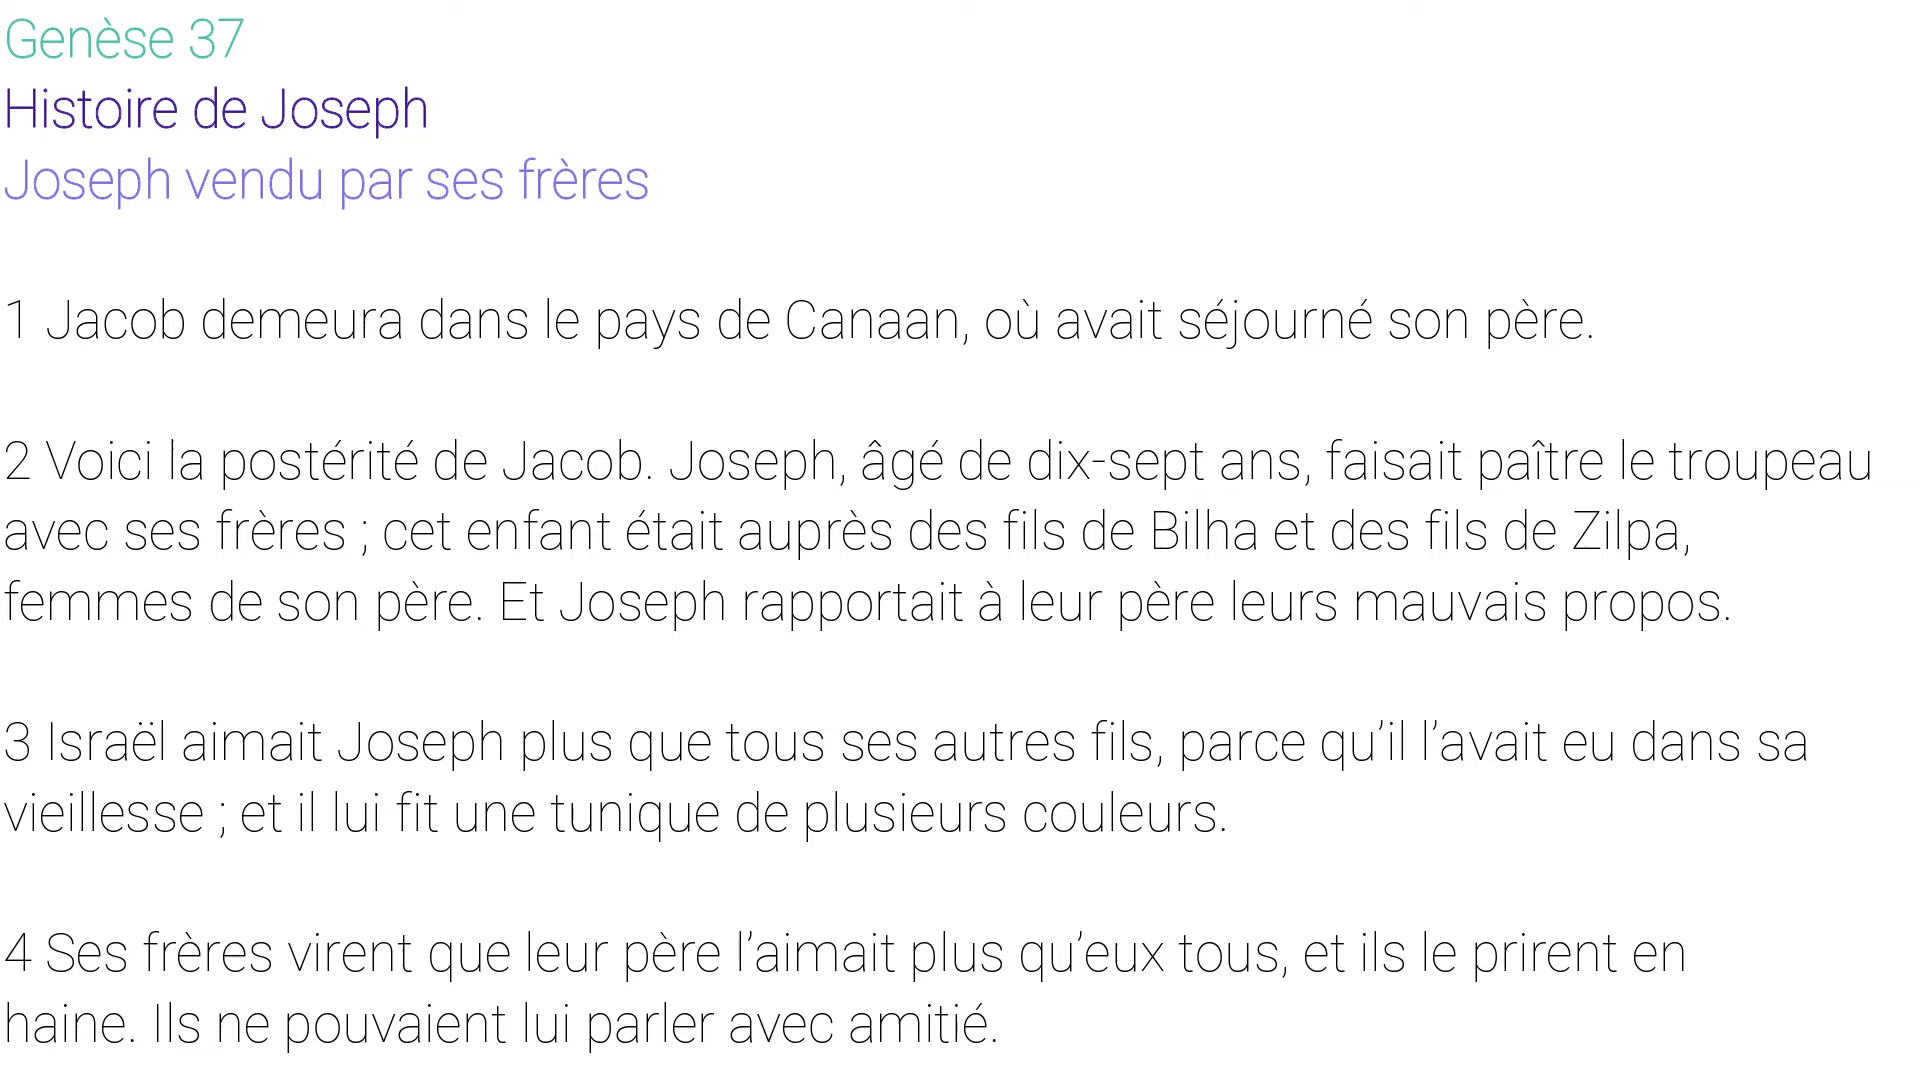 Genèse 37
Histoire de Joseph
Joseph vendu par ses frères
1 Jacob demeura dans le pays de Canaan, où avait séjourné son père.
2 Voici la postérité de Jacob. Joseph, âgé de dix-sept ans, faisait paître le troupeau
avec ses frères ; cet enfant était auprès des fils de Bilha et des fils de Zilpa,
femmes de son père. Et Joseph rapportait à leur père leurs mauvais propos.
3 Israël aimait Joseph plus que tous ses autres fils, parce qu’il l’avait eu dans sa
vieillesse ; et il lui fit une tunique de plusieurs couleurs.
4 Ses frères virent que leur père l’aimait plus qu’eux tous, et ils le prirent en
haine. Ils ne pouvaient lui parler avec amitié.